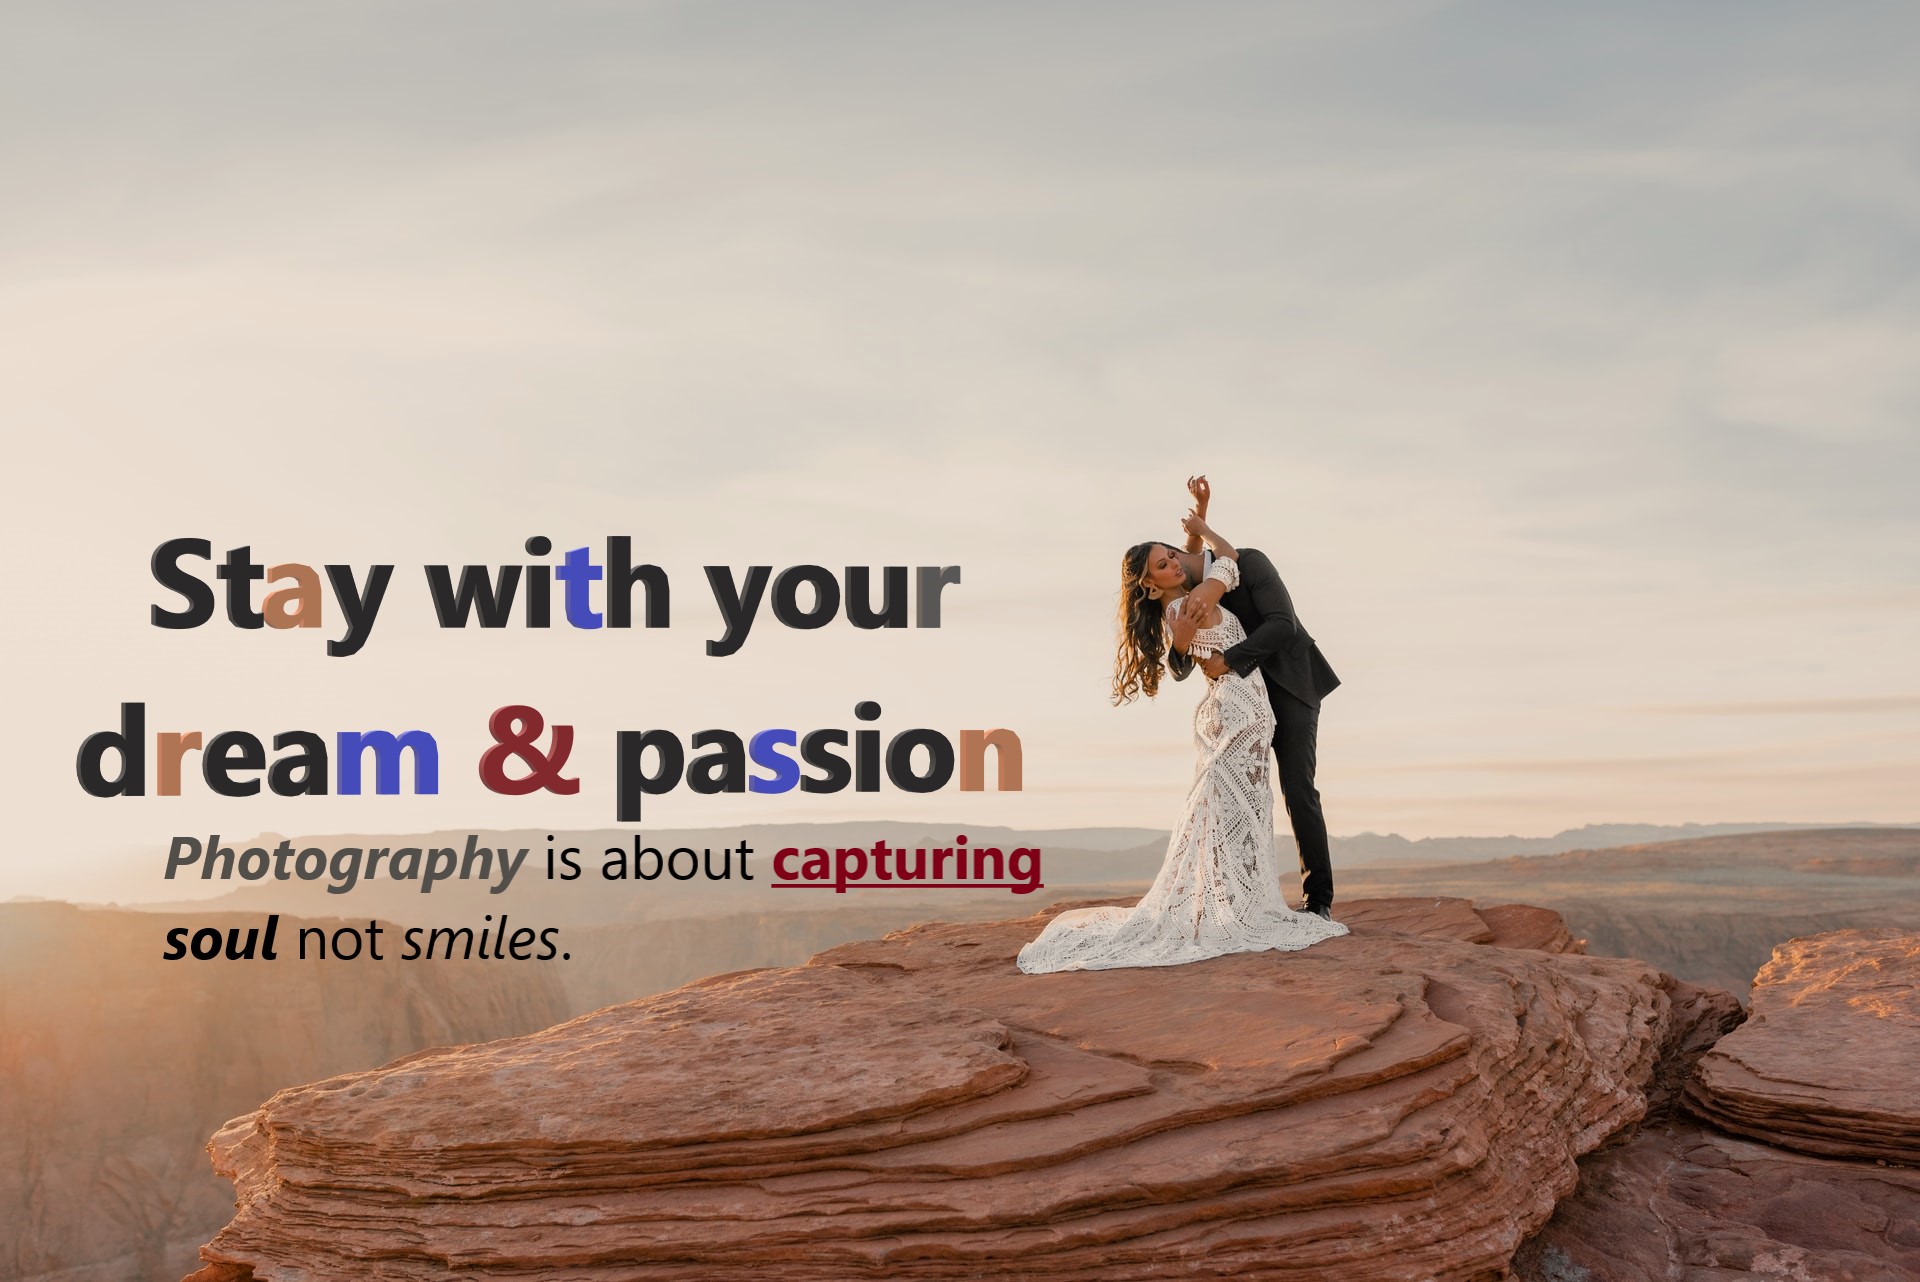 Stay with your
dream & passion
Photography is about capturing
soul not smiles.